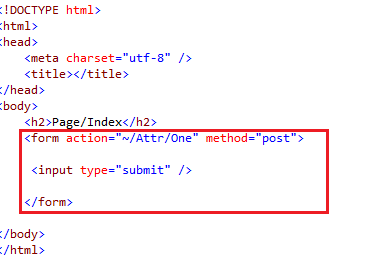 <!DOCTYPE html>
<html>
<head>
    <meta charset="utf-8" />
    <title></title>
</head>
<body>
    <h2>Page/Index</h2>
    <form action="~/Attr/One" method="post">
     <input type="submit" />
    </form>
</body>
</html>